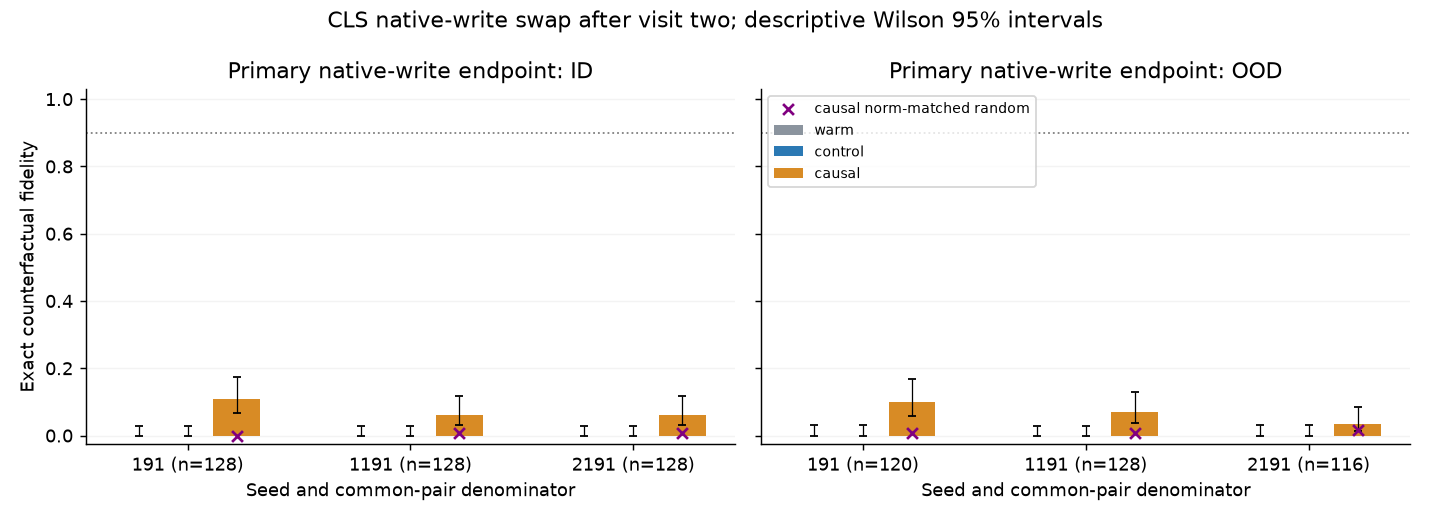 CLS native-write swap after visit two; descriptive Wilson 95% intervals
Primary native-write endpoint: ID
Exact counterfactual fidelity
1.0
0.8
0.6
0.4
0.2
0.0
191 (n=128)
1191 (n=128)
2191 (n=128)
Seed and common-pair denominator
Primary native-write endpoint: OOD
causal norm-matched random
warm
control
causal
191 (n=120)
1191 (n=128)
2191 (n=116)
Seed and common-pair denominator